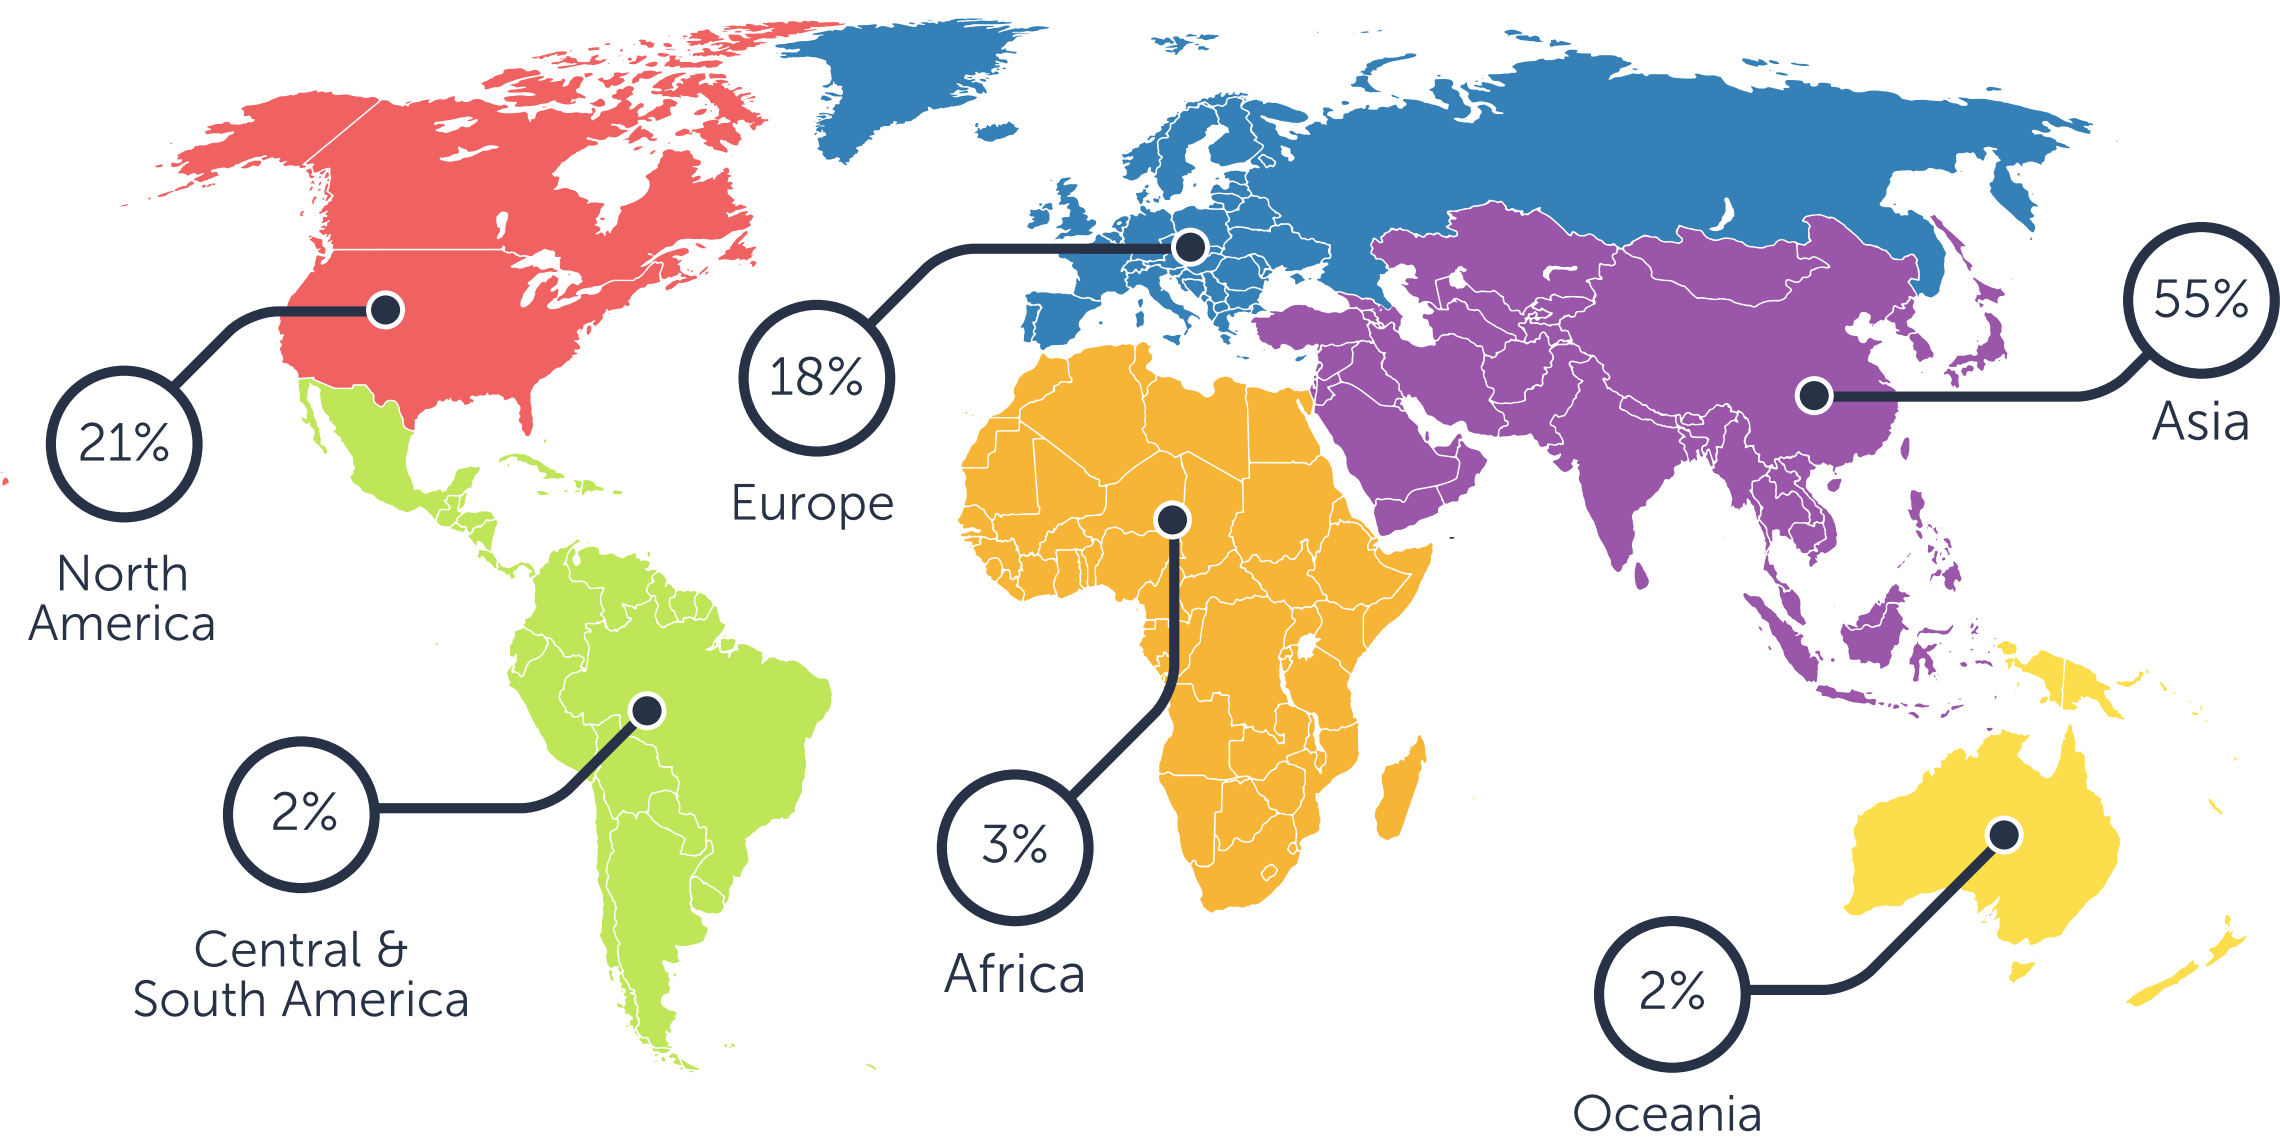 21%
North
America
18%
Europe
55%
Asia
2%
Central &
South America
3%
Africa
2%
Oceania